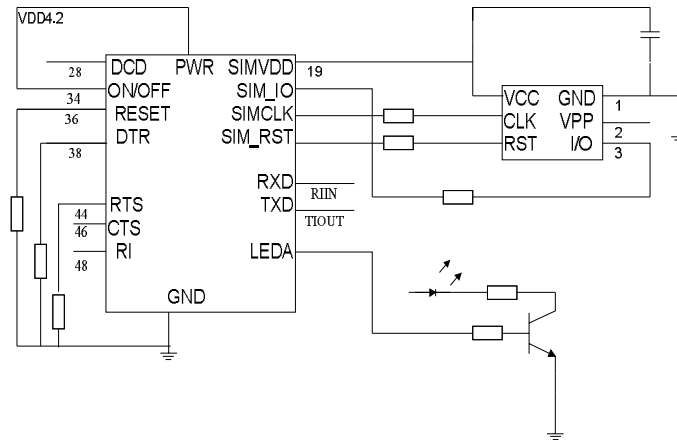 VDD4.2
28
DCD
PWR
SIMVDD
19
ON/OFF
SIM_IO
34
RESET
SIMCLK
36
DTR
SIM_RST
38
VCC
GND
1
CLK
VPP
2
RST
I/O
3
RXD
RIIN
RTS
TXD
44
TIOUT
CTS
46
RI
LEDA
48
GND